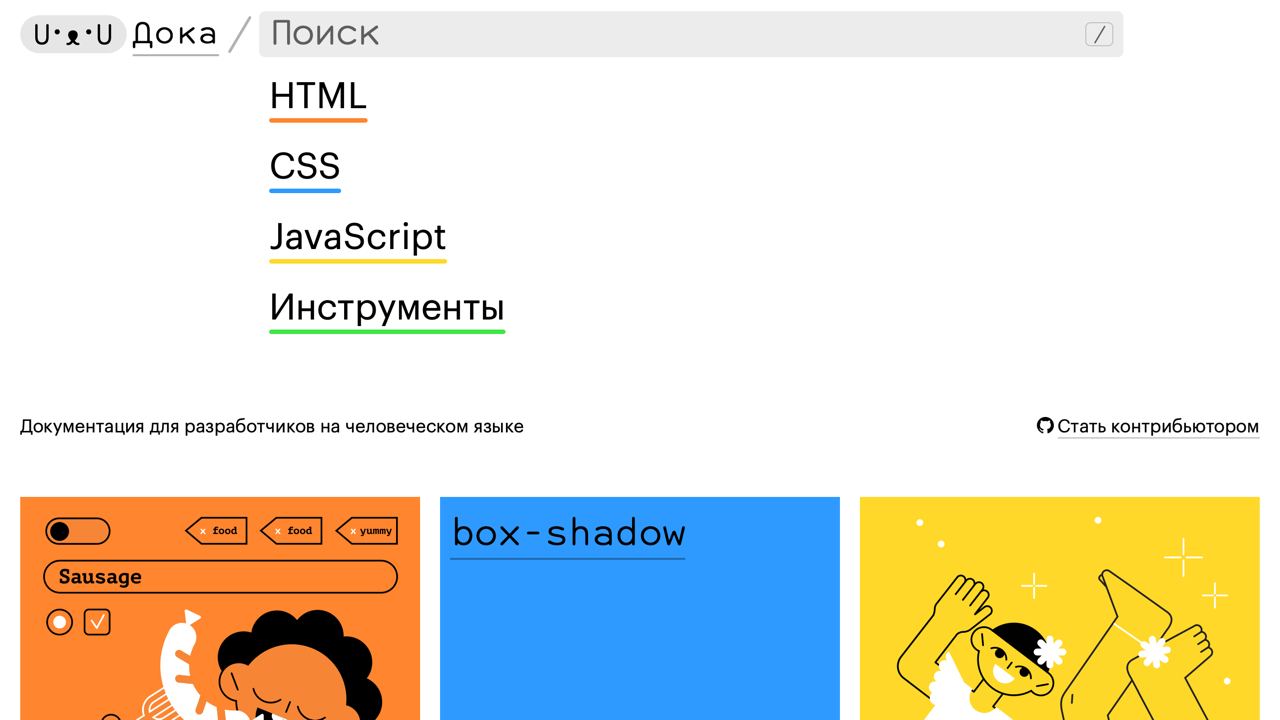 Дока / Поиск /
HTML
CSS
JavaScript
Инструменты
Документация для разработчиков на человеческом языке
Стать контрибьютором
x food x food x yummy
Sausage
box-shadow